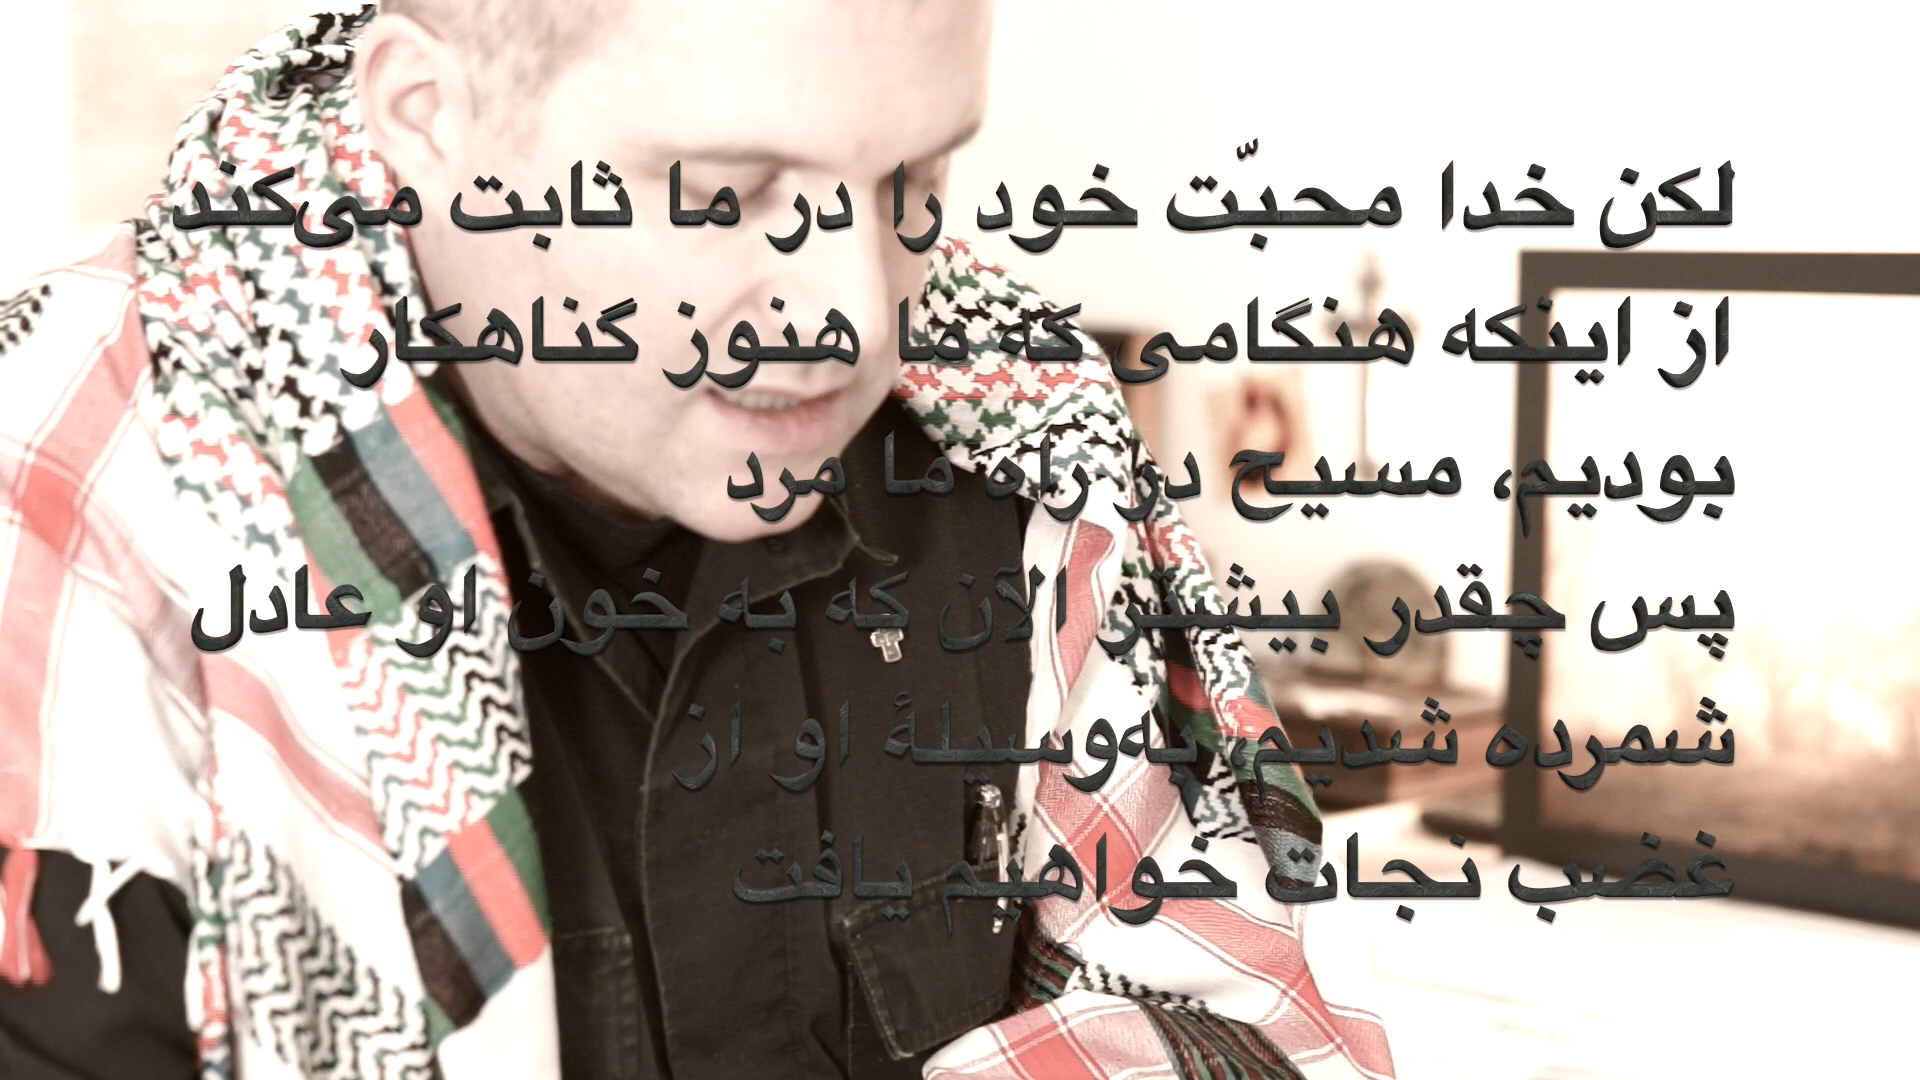 لکن خدا محبّت خود را در ما ثابت می‌کند
از اینکه هنگامی که ما هنوز گناهکار
بودیم، مسیح در راه ما مرد
پس چقدر بیشتر الآن که به خون او عادل
شمرده شدیم، به‌وسیلهٔ او از
غضب نجات خواهیم یافت